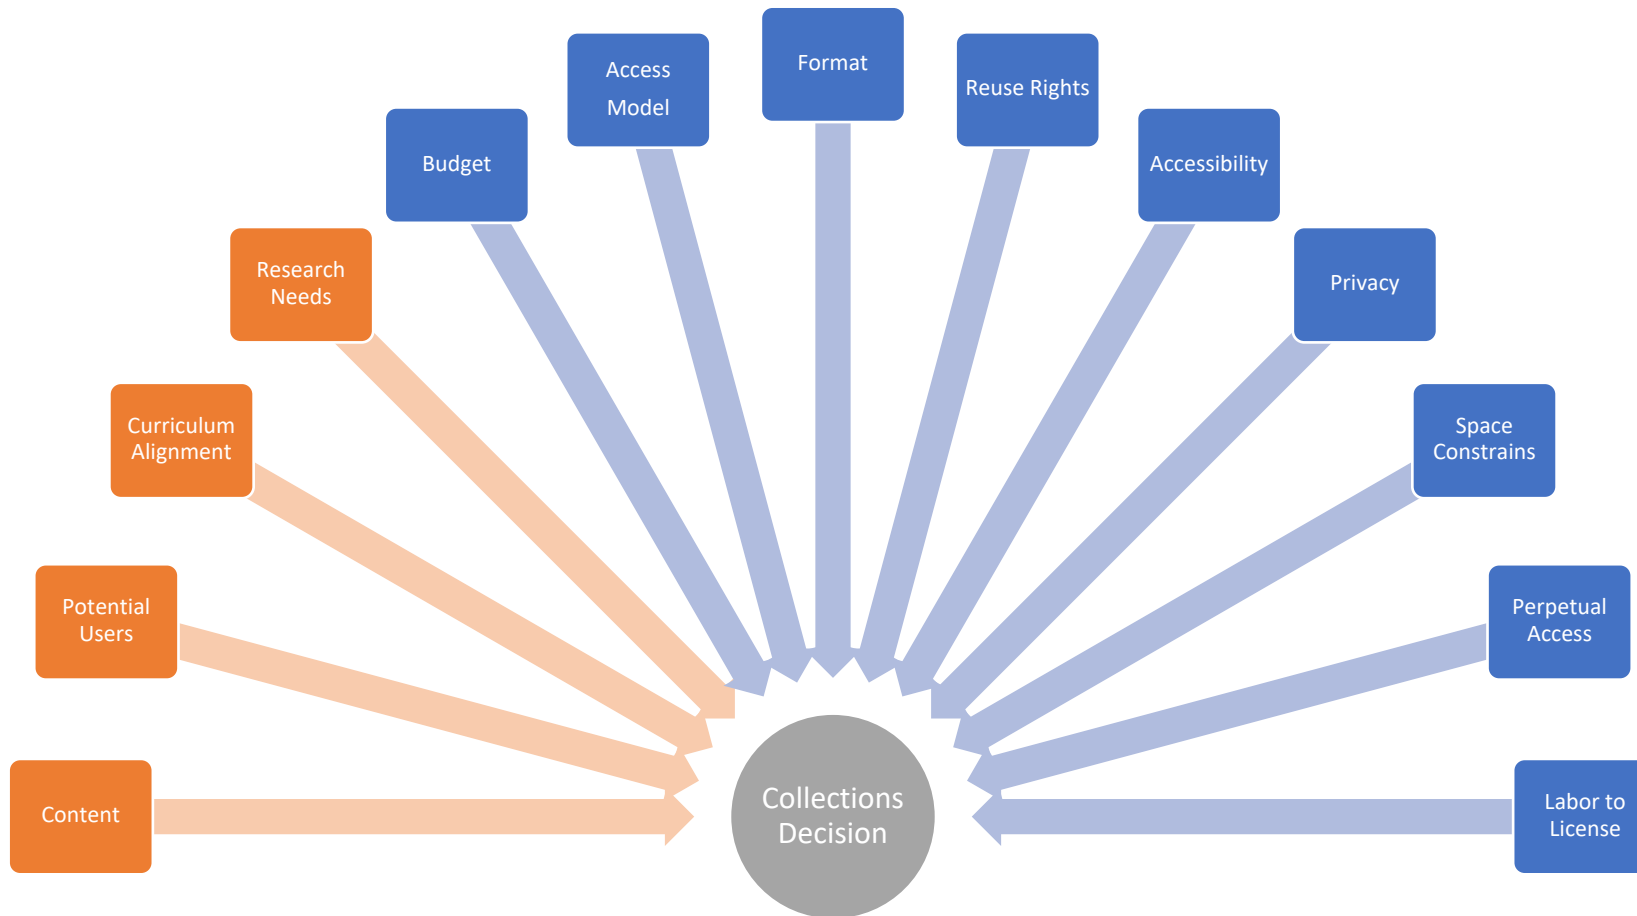 Content
Potential
Users
Curriculum
Alignment
Research
Needs
Budget
Access
Model
Format
Reuse Rights
Accessibility
Privacy
Space
Constrains
Perpetual
Access
Labor to
License
Collections
Decision